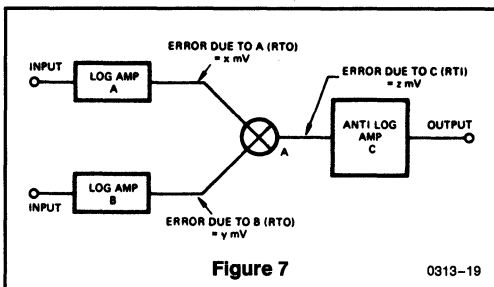 ERROR DUE TO A (RTO)
= x mV
INPUT
LOG AMP
A
ERROR DUE TO C (RTI)
= z mV
A
ANTI LOG
AMP
C
OUTPUT
LOG AMP
B
INPUT
ERROR DUE TO B (RTO)
= y mV
Figure 7
0313–19